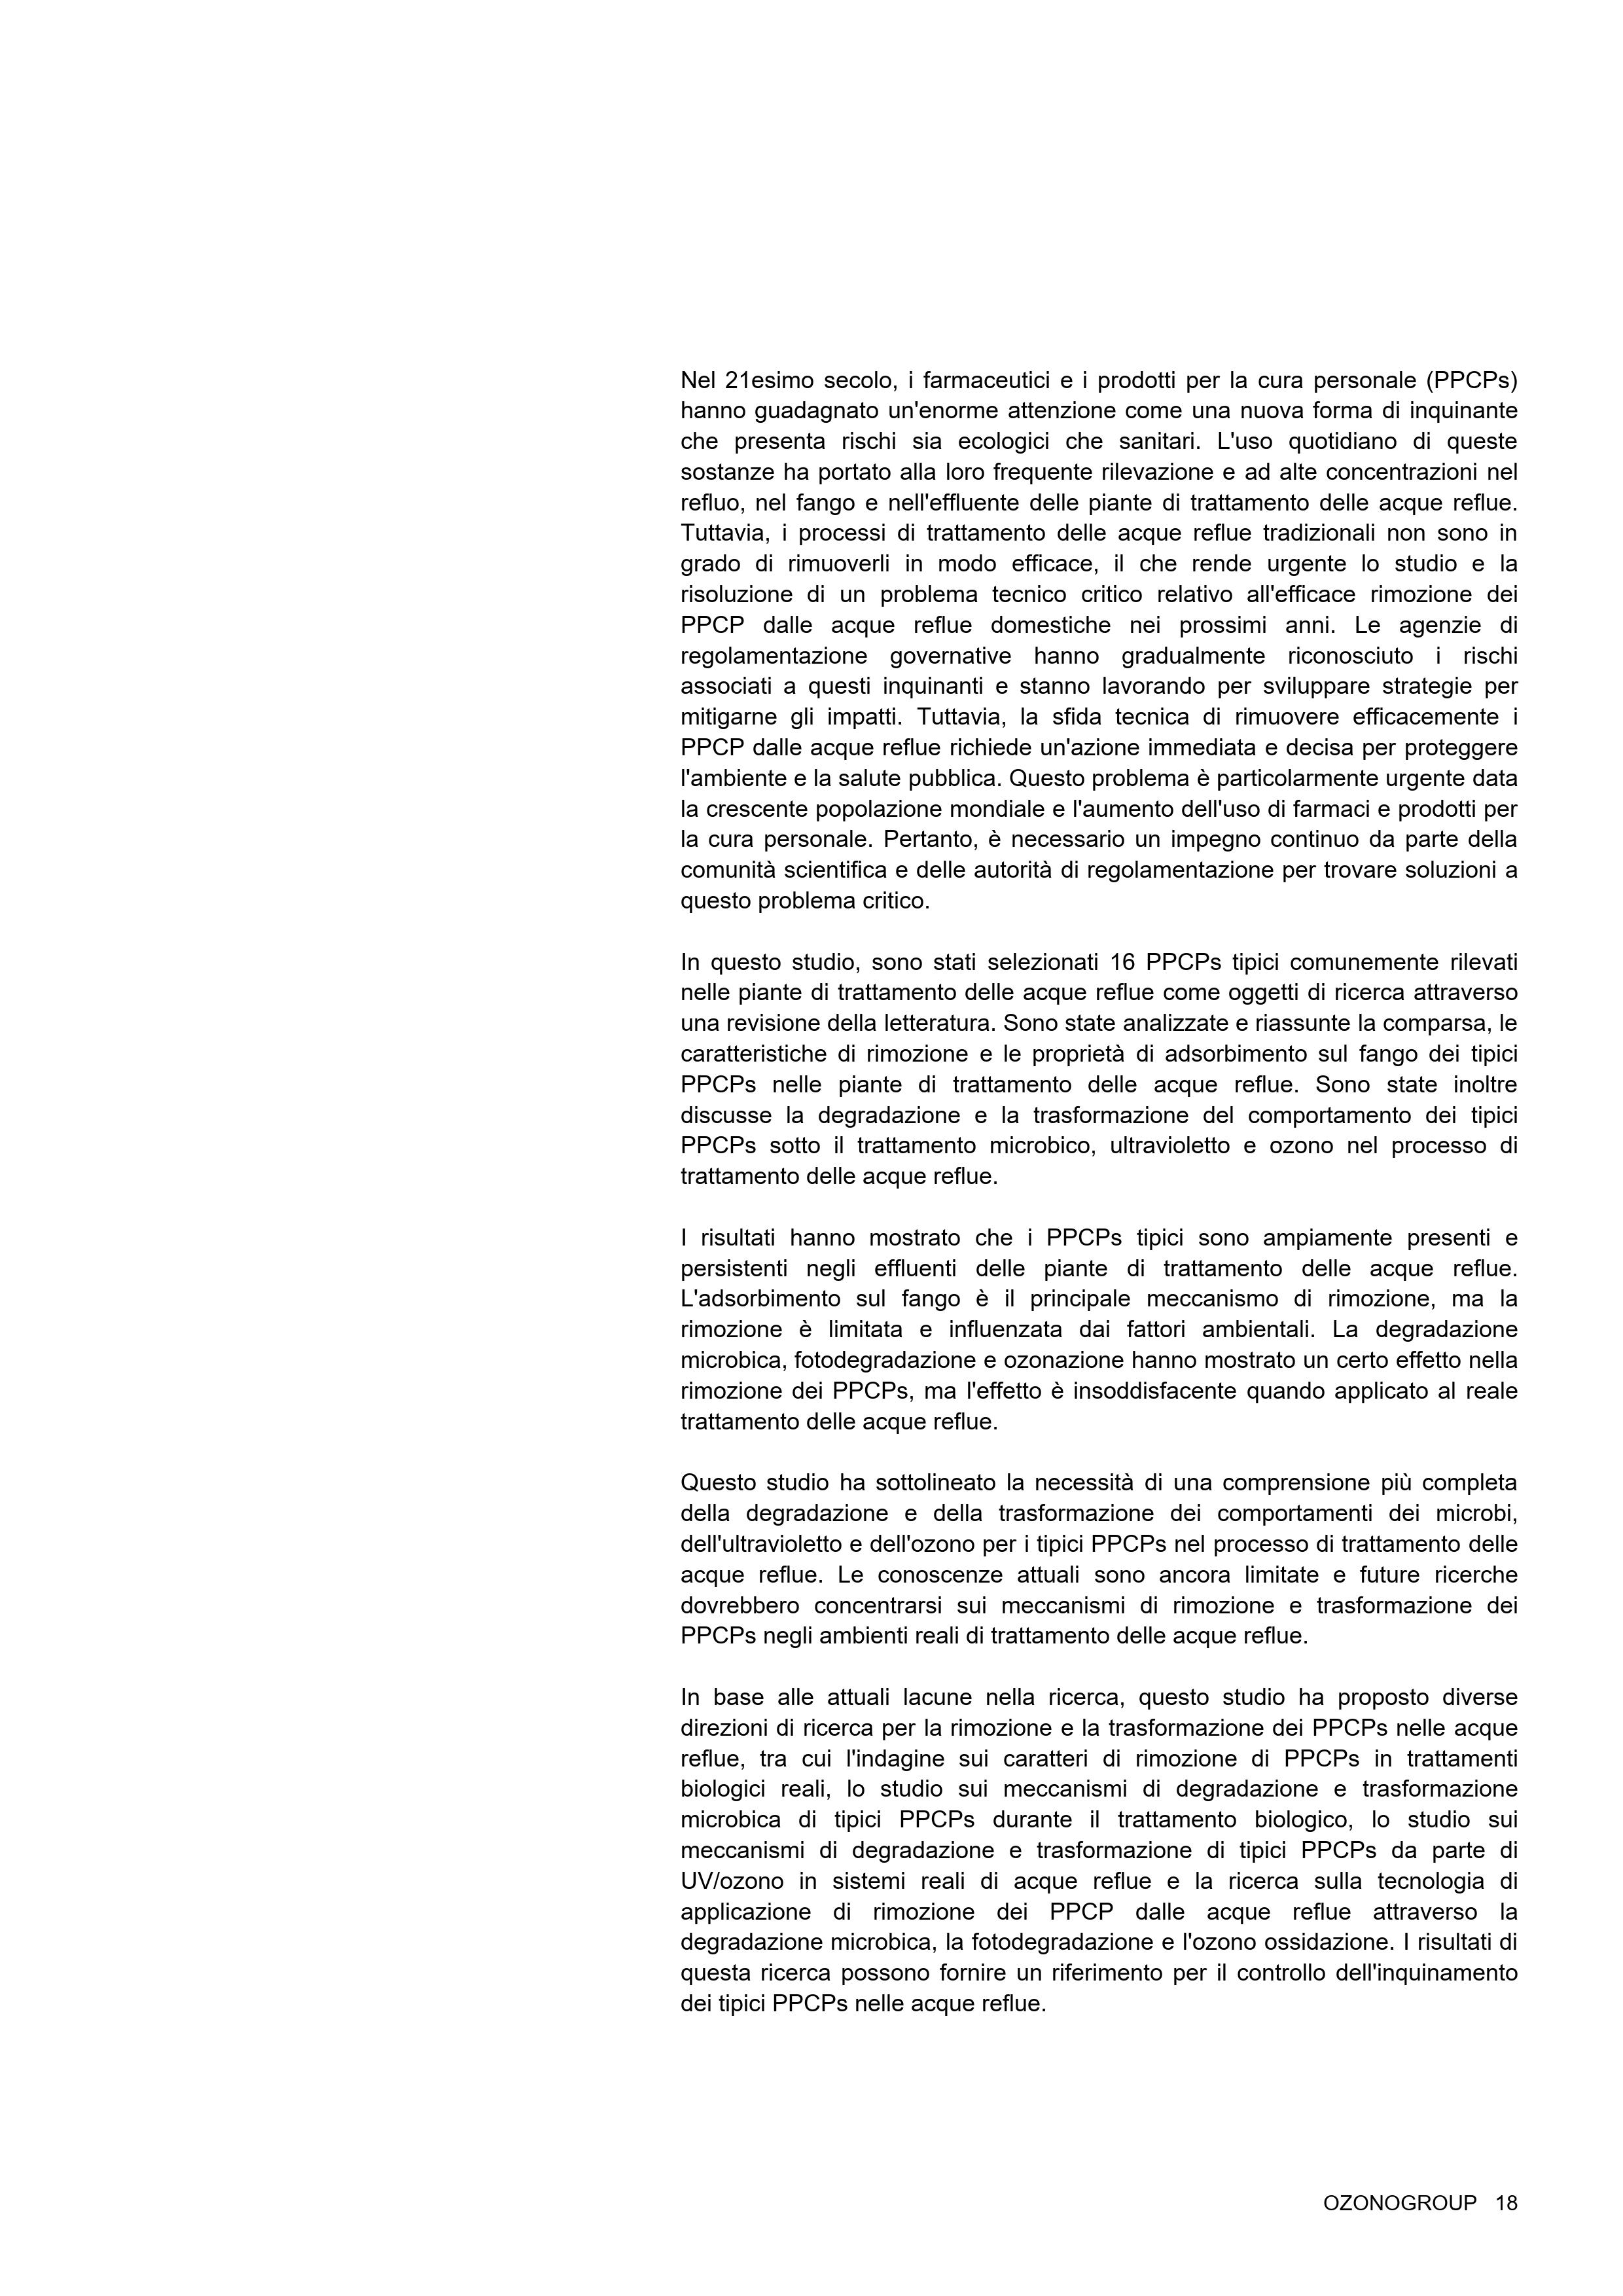 Nel 21esimo secolo, i farmaceutici e i prodotti per la cura personale (PPCPs)
hanno guadagnato un'enorme attenzione come una nuova forma di inquinante
che presenta rischi sia ecologici che sanitari. L'uso quotidiano di queste
sostanze ha portato alla loro frequente rilevazione e ad alte concentrazioni nel
refluo, nel fango e nell'effluente delle piante di trattamento delle acque reflue.
Tuttavia, i processi di trattamento delle acque reflue tradizionali non sono in
grado di rimuoverli in modo efficace, il che rende urgente lo studio e la
risoluzione di un problema tecnico critico relativo all'efficace rimozione dei
PPCP dalle acque reflue domestiche nei prossimi anni. Le agenzie di
regolamentazione governative hanno gradualmente riconosciuto i rischi
associati a questi inquinanti e stanno lavorando per sviluppare strategie per
mitigarne gli impatti. Tuttavia, la sfida tecnica di rimuovere efficacemente i
PPCP dalle acque reflue richiede un'azione immediata e decisa per proteggere
l'ambiente e la salute pubblica. Questo problema è particolarmente urgente data
la crescente popolazione mondiale e l'aumento dell'uso di farmaci e prodotti per
la cura personale. Pertanto, è necessario un impegno continuo da parte della
comunità scientifica e delle autorità di regolamentazione per trovare soluzioni a
questo problema critico.
In questo studio, sono stati selezionati 16 PPCPs tipici comunemente rilevati
nelle piante di trattamento delle acque reflue come oggetti di ricerca attraverso
una revisione della letteratura. Sono state analizzate e riassunte la comparsa, le
caratteristiche di rimozione e le proprietà di adsorbimento sul fango dei tipici
PPCPs nelle piante di trattamento delle acque reflue. Sono state inoltre
discusse la degradazione e la trasformazione del comportamento dei tipici
PPCPs sotto il trattamento microbico, ultravioletto e ozono nel processo di
trattamento delle acque reflue.
I risultati hanno mostrato che i PPCPs tipici sono ampiamente presenti e
persistenti negli effluenti delle piante di trattamento delle acque reflue.
L'adsorbimento sul fango è il principale meccanismo di rimozione, ma la
rimozione è limitata e influenzata dai fattori ambientali. La degradazione
microbica, fotodegradazione e ozonazione hanno mostrato un certo effetto nella
rimozione dei PPCPs, ma l'effetto è insoddisfacente quando applicato al reale
trattamento delle acque reflue.
Questo studio ha sottolineato la necessità di una comprensione più completa
della degradazione e della trasformazione dei comportamenti dei microbi,
dell'ultravioletto e dell'ozono per i tipici PPCPs nel processo di trattamento delle
acque reflue. Le conoscenze attuali sono ancora limitate e future ricerche
dovrebbero concentrarsi sui meccanismi di rimozione e trasformazione dei
PPCPs negli ambienti reali di trattamento delle acque reflue.
In base alle attuali lacune nella ricerca, questo studio ha proposto diverse
direzioni di ricerca per la rimozione e la trasformazione dei PPCPs nelle acque
reflue, tra cui l'indagine sui caratteri di rimozione di PPCPs in trattamenti
biologici reali, lo studio sui meccanismi di degradazione e trasformazione
microbica di tipici PPCPs durante il trattamento biologico, lo studio sui
meccanismi di degradazione e trasformazione di tipici PPCPs da parte di
UV/ozono in sistemi reali di acque reflue e la ricerca sulla tecnologia di
applicazione di rimozione dei PPCP dalle acque reflue attraverso la
degradazione microbica, la fotodegradazione e l'ozono ossidazione. I risultati di
questa ricerca possono fornire un riferimento per il controllo dell'inquinamento
dei tipici PPCPs nelle acque reflue.
OZONOGROUP 18